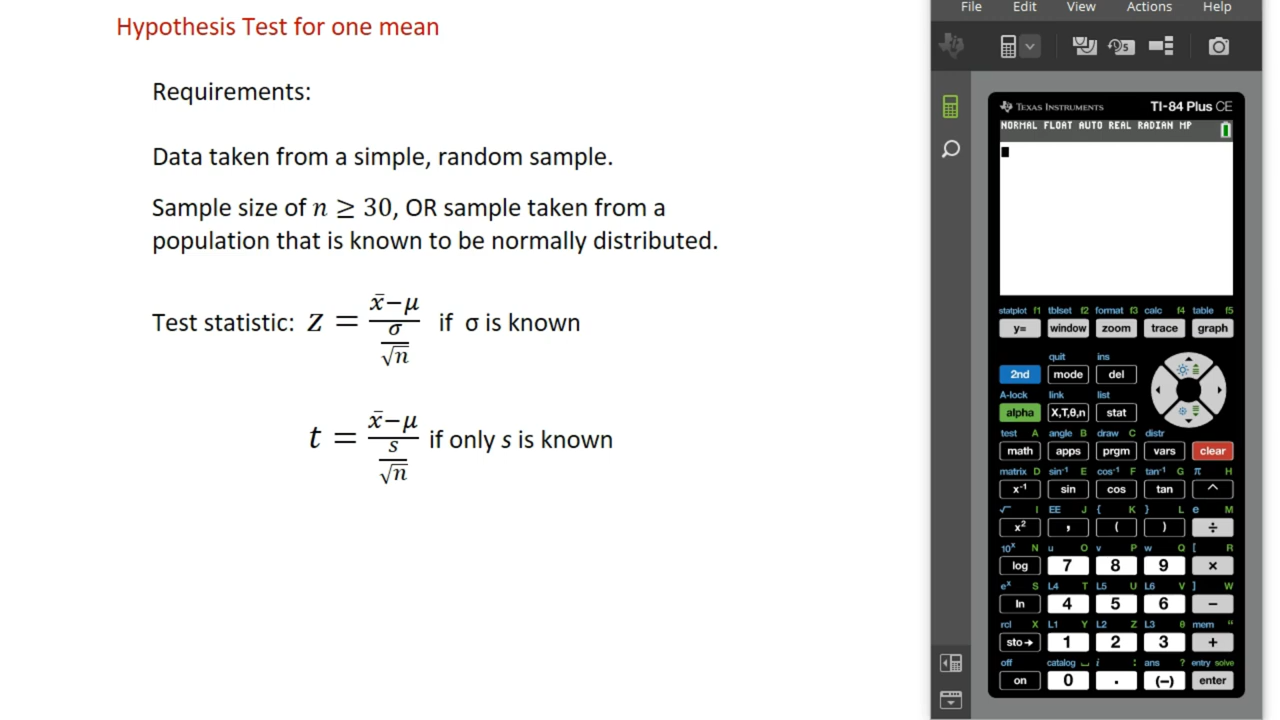 Hypothesis Test for one mean
Requirements:
Data taken from a simple, random sample.
Sample size of n ≥ 30, OR sample taken from a
population that is known to be normally distributed.
Test statistic: z = (x̄−μ)/(σ/√n) if σ is known
t = (x̄−μ)/(s/√n) if only s is known
File Edit View Actions Help
TEXAS INSTRUMENTS TI-84 Plus CE
NORMAL FLOAT AUTO REAL RADIAN MP
statplot f1 tblset f2 format f3 calc f4 table f5
y= window zoom trace graph
quit ins
2nd mode del
A-lock link list
alpha X,T,θ,n stat
test A angle B draw C distr
math apps prgm vars clear
matrix D sin⁻¹ E cos⁻¹ F tan⁻¹ G π H
x⁻¹ sin cos tan ^
√ I EE J { K } L e M
x² , ( ) ÷
10ˣ N u O v P w Q [ R
log 7 8 9 ×
eˣ S L4 T L5 U L6 V ] W
ln 4 5 6 −
rcl X L1 Y L2 Z L3 θ mem "
sto→ 1 2 3 +
off catalog ⎵ i : ans ? entry solve
on 0 . (−) enter